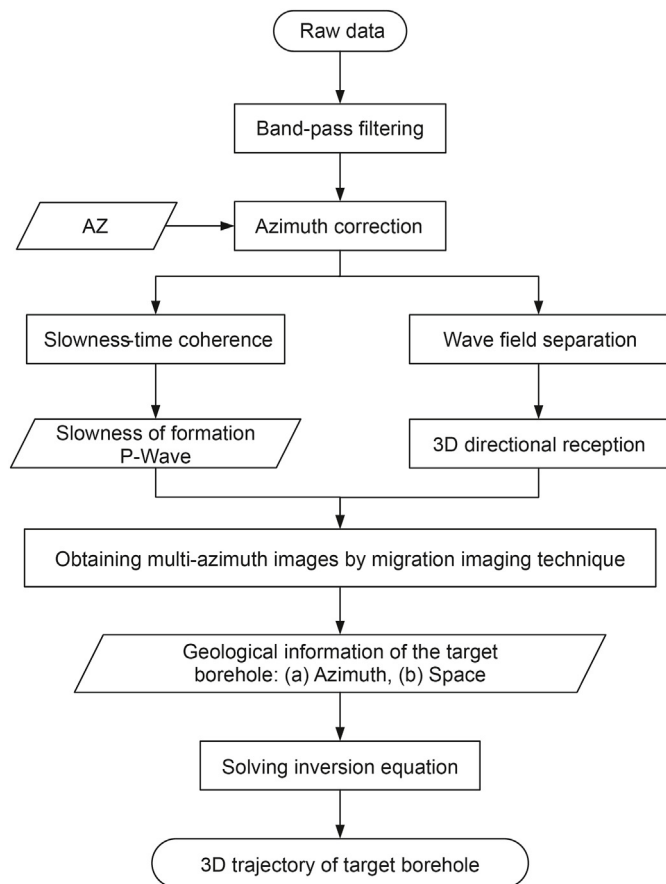 Raw data
Band-pass filtering
AZ
Azimuth correction
Slowness-time coherence
Wave field separation
Slowness of formation
P-Wave
3D directional reception
Obtaining multi-azimuth images by migration imaging technique
Geological information of the target
borehole: (a) Azimuth, (b) Space
Solving inversion equation
3D trajectory of target borehole